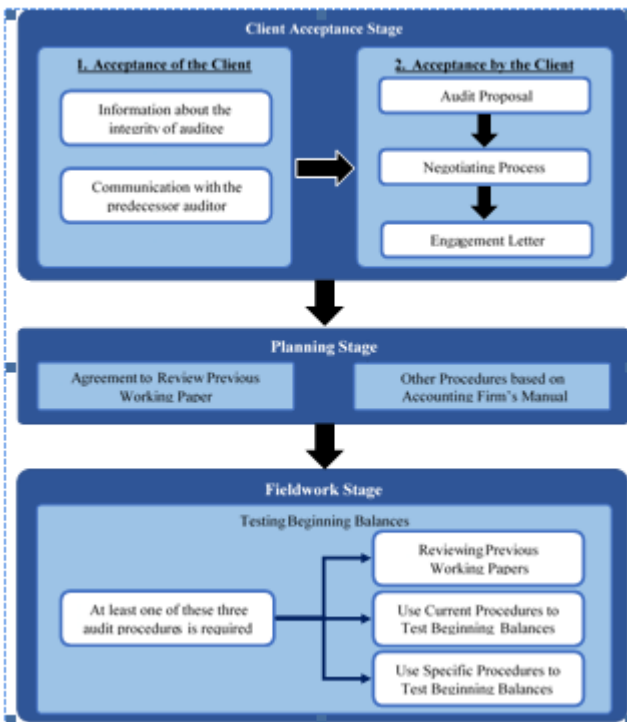 Client Acceptance Stage
1. Acceptance of the Client
Information about the
integrity of auditee
Communication with the
predecessor auditor
2. Acceptance by the Client
Audit Proposal
Negotiating Process
Engagement Letter
Planning Stage
Agreement to Review Previous
Working Paper
Other Procedures based on
Accounting Firm's Manual
Fieldwork Stage
Testing Beginning Balances
At least one of these three
audit procedures is required
Reviewing Previous
Working Papers
Use Current Procedures to
Test Beginning Balances
Use Specific Procedures to
Test Beginning Balances